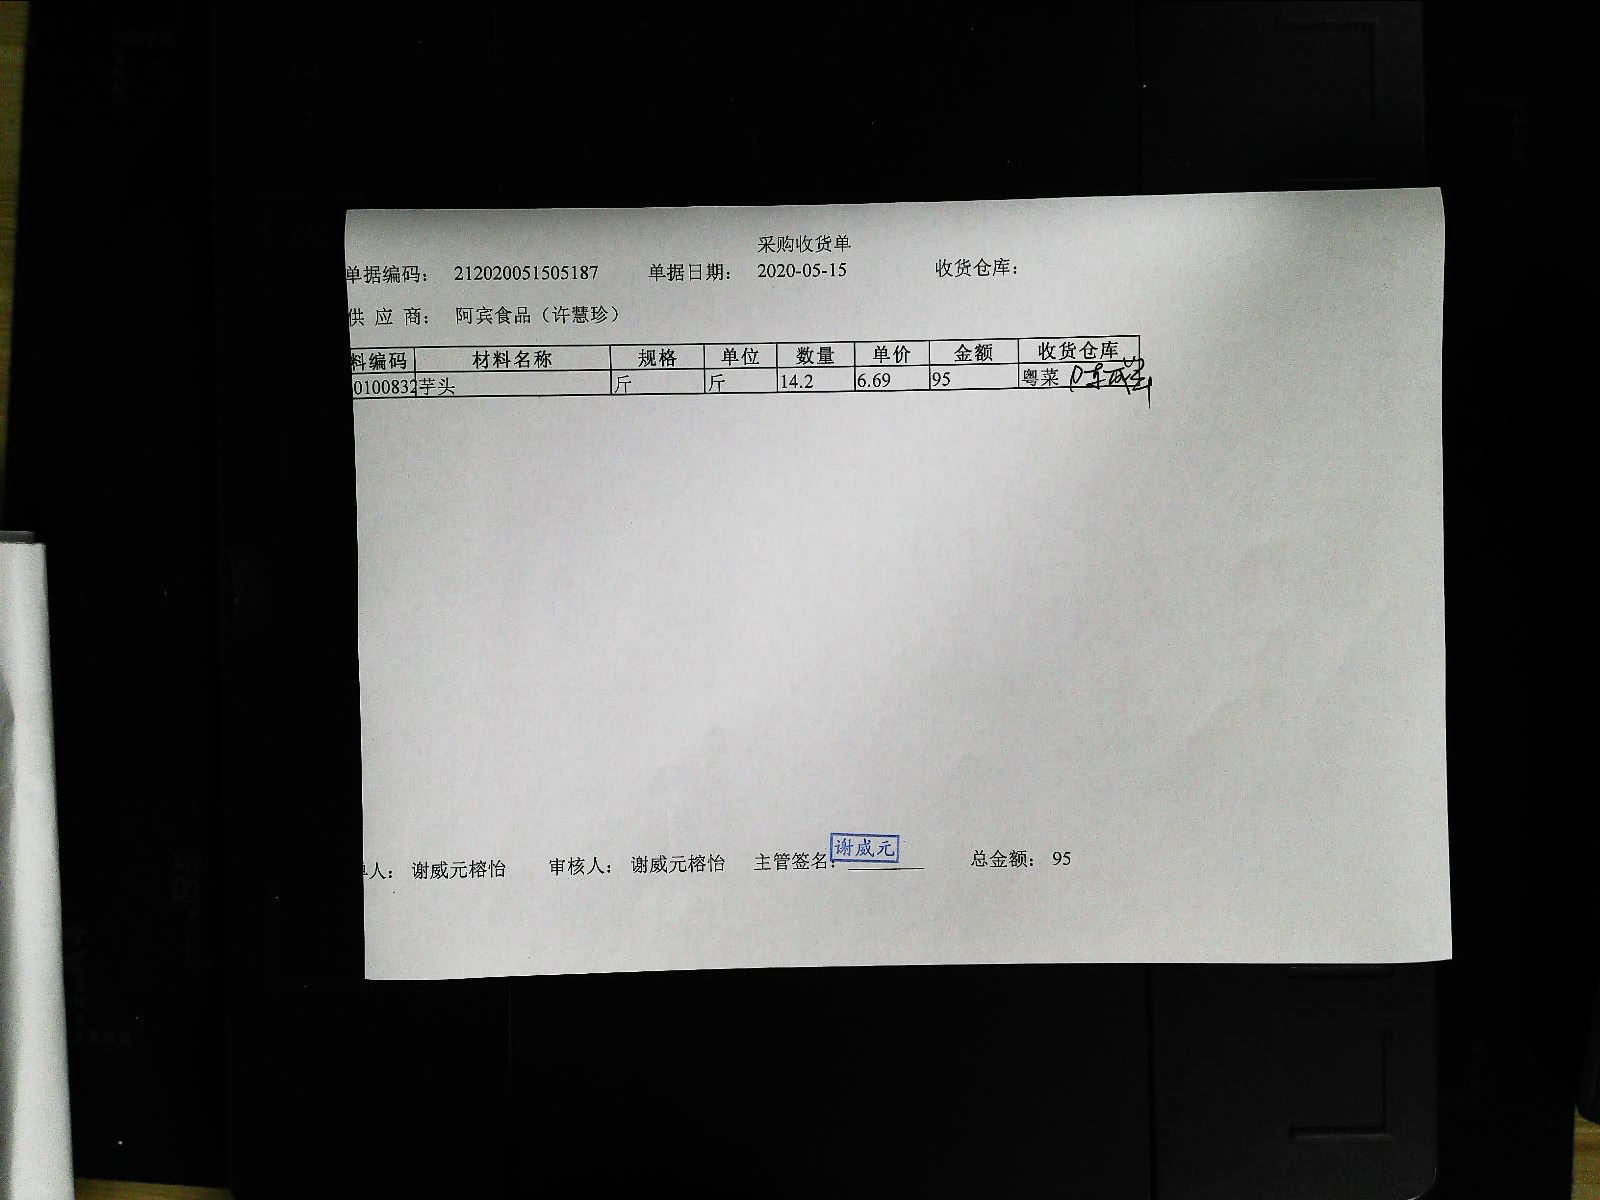 采购收货单
单据编码： 212020051505187 单据日期： 2020-05-15 收货仓库：
供 应 商： 阿宾食品（许慧珍）
料编码 材料名称 规格 单位 数量 单价 金额 收货仓库
0100832 芋头 斤 斤 14.2 6.69 95 粤菜
人： 谢威元榕怡 审核人： 谢威元榕怡 主管签名： 谢威元 总金额： 95